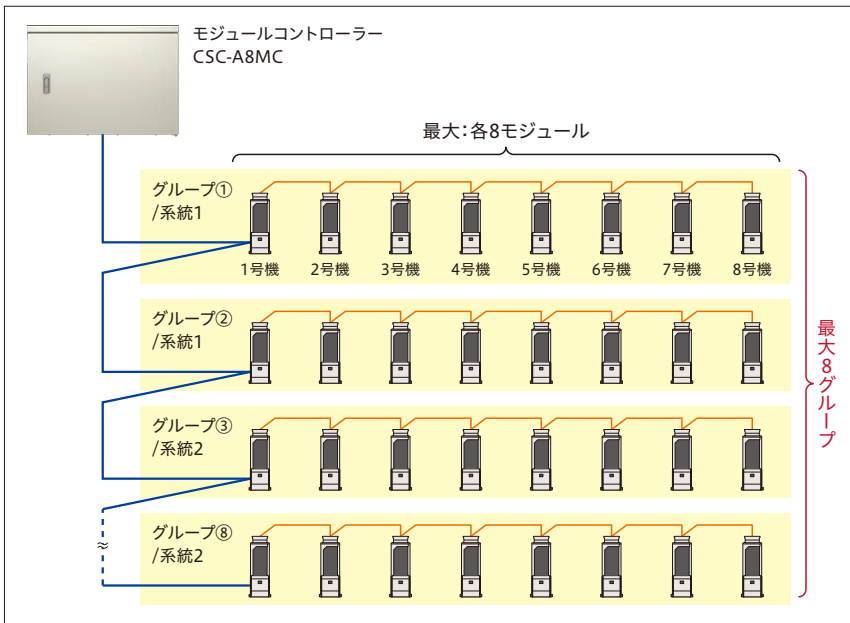 モジュールコントローラー
CSC-A8MC
最大:各8モジュール
グループ①
/系統1
1号機 2号機 3号機 4号機 5号機 6号機 7号機 8号機
グループ②
/系統1
グループ③
/系統2
≈
グループ⑧
/系統2
最大8グループ